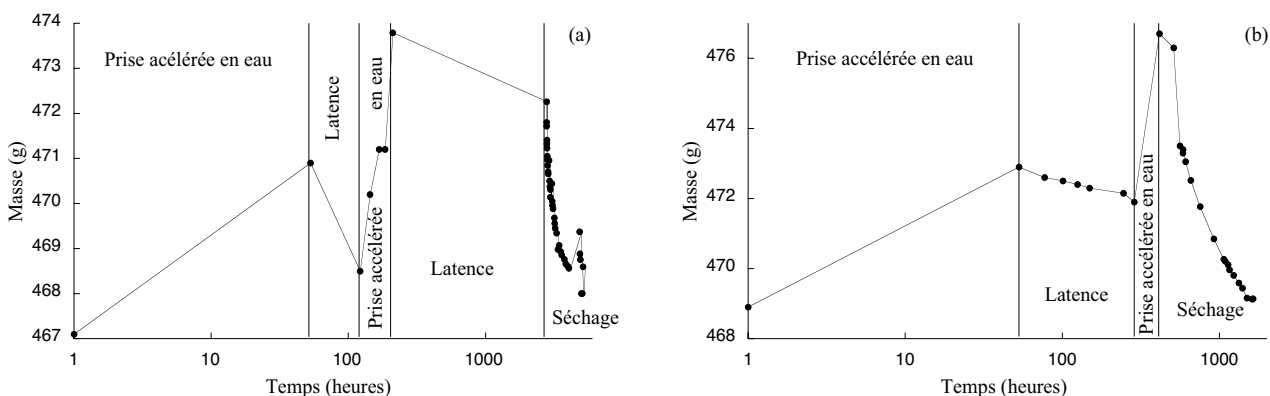 474
473
472
471
470
469
468
467
Masse (g)
1
10
100
1000
Temps (heures)
Prise acélérée en eau
Latence
Prise accélérée
en eau
Latence
Séchage
(a)
476
474
472
470
468
Masse (g)
1
10
100
1000
Temps (heures)
Prise accélérée en eau
Latence
Prise accélérée en eau
Séchage
(b)